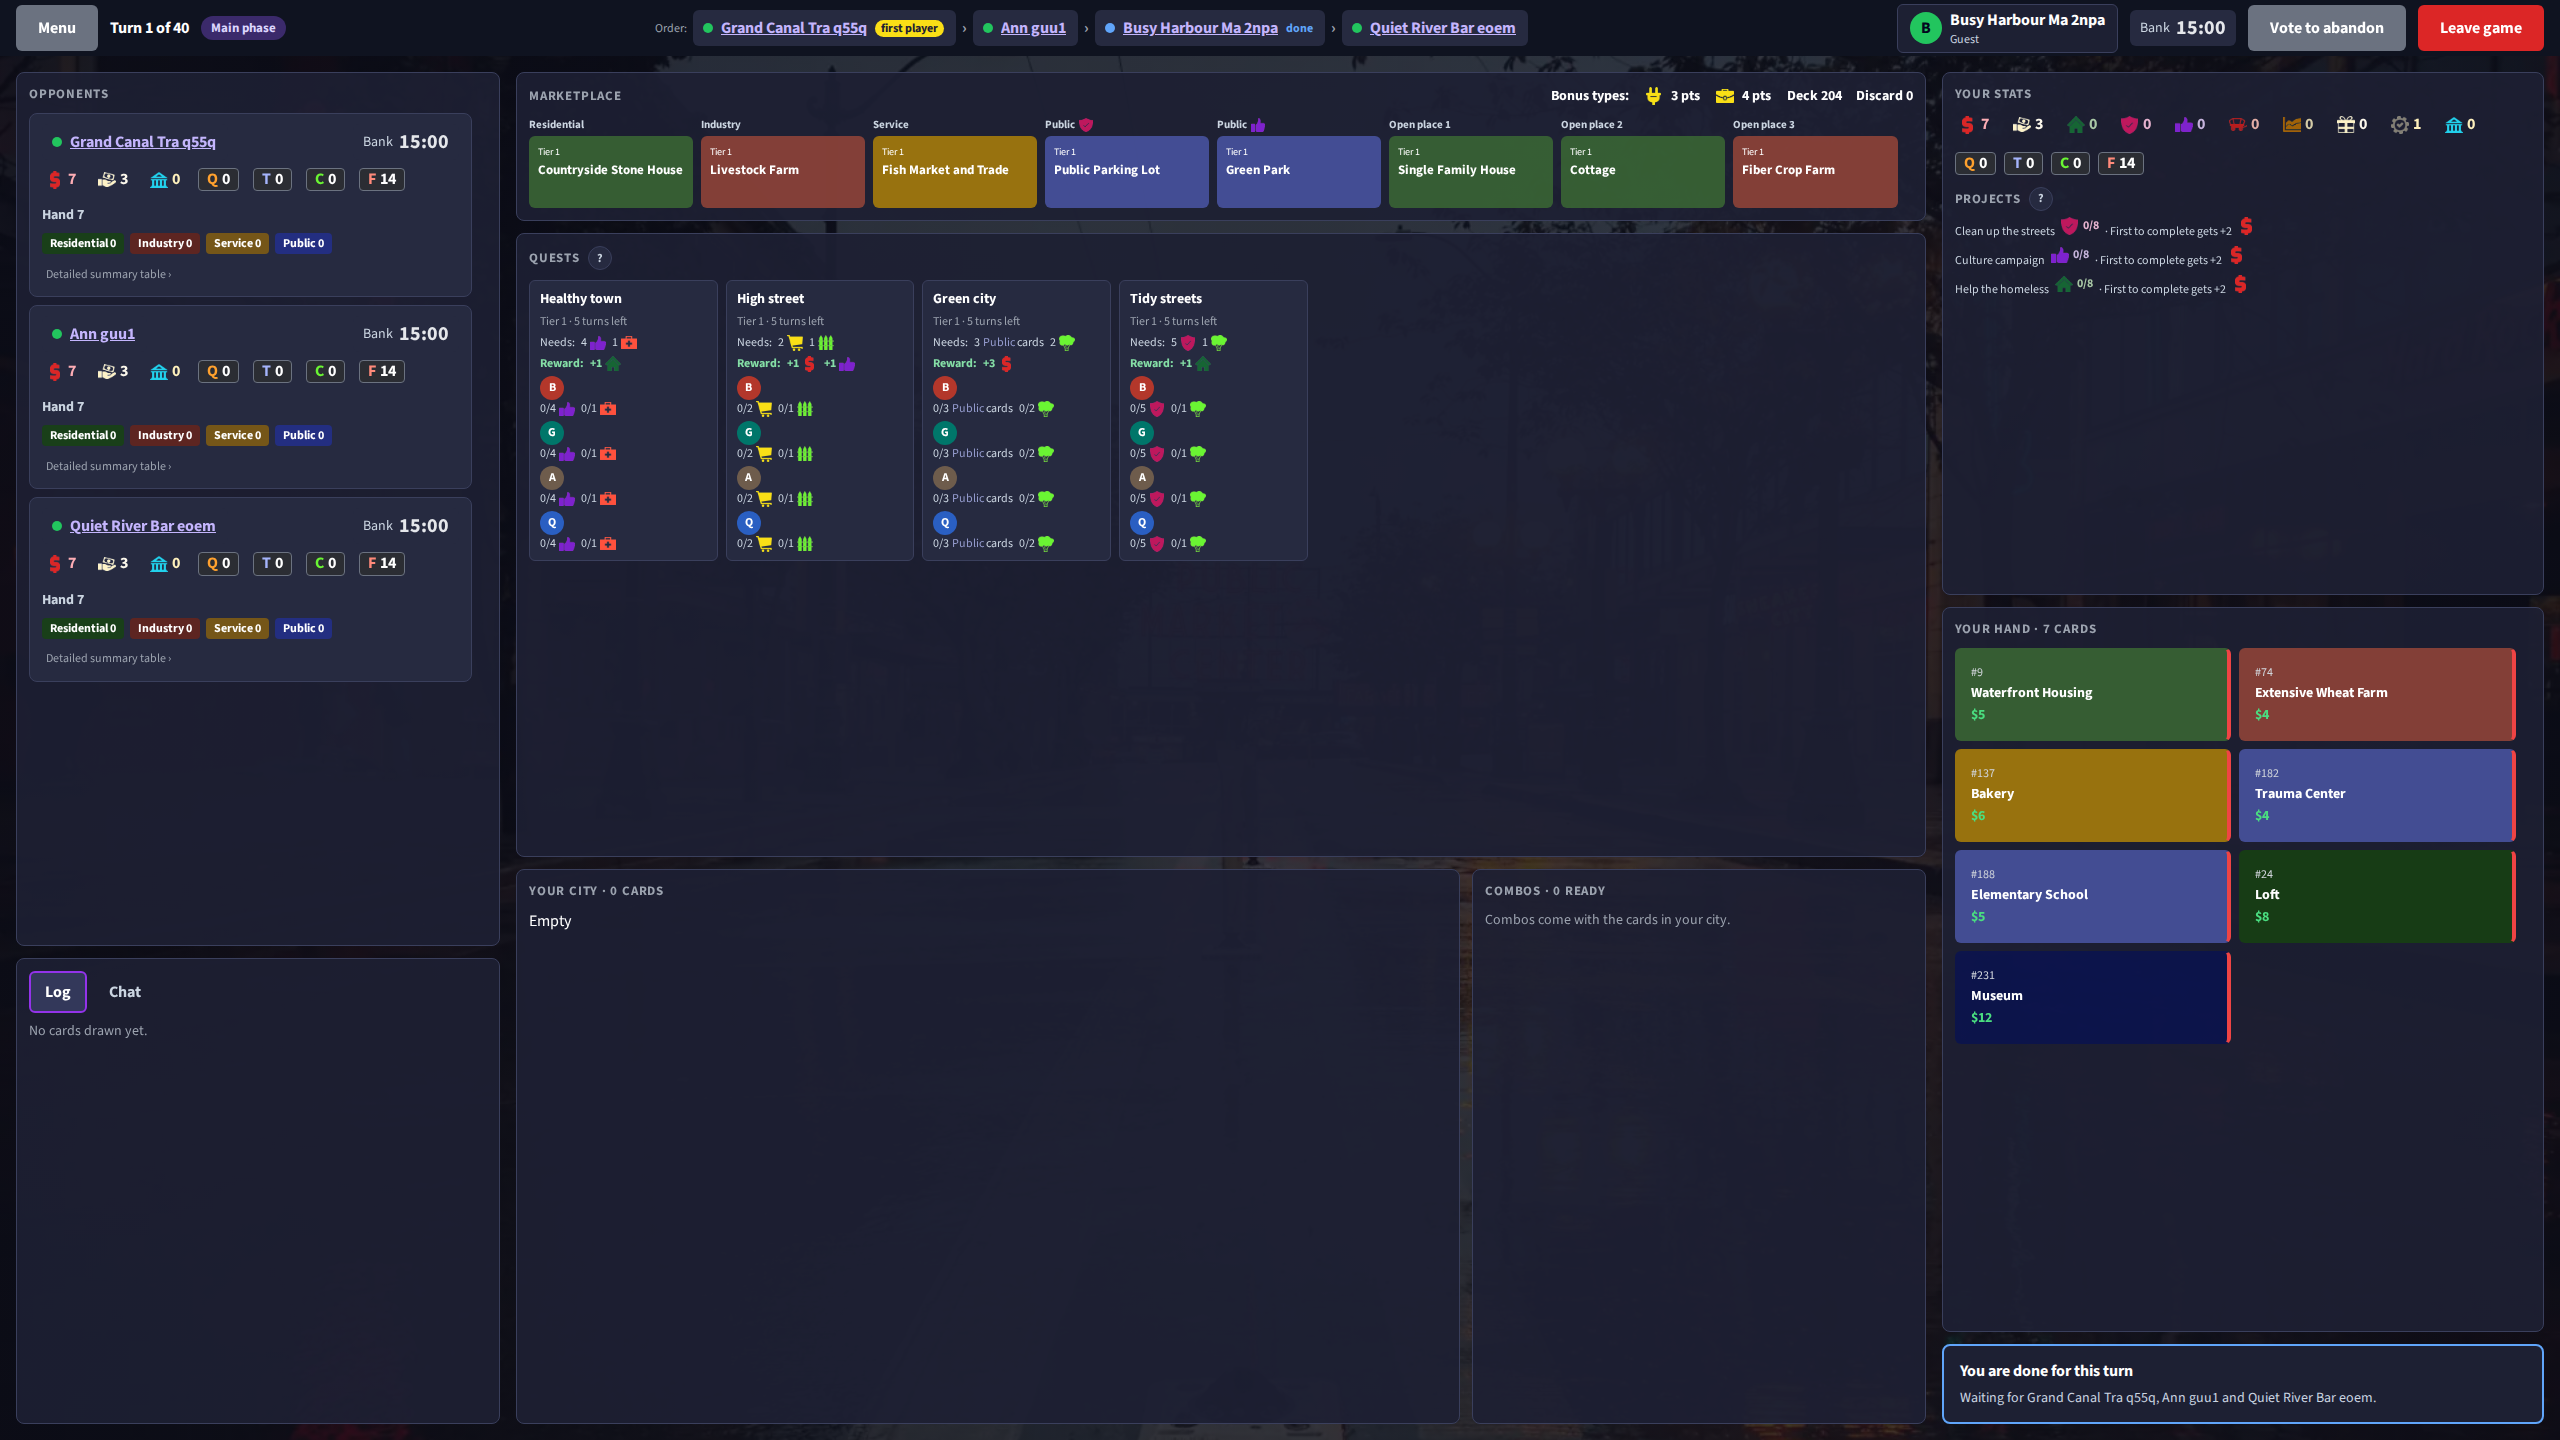 Menu
Turn 1 of 40
Main phase
Order:
Grand Canal Tra q55q
first player
›
Ann guu1
›
Busy Harbour Ma 2npa
done
›
Quiet River Bar eoem
B
Busy Harbour Ma 2npa
Guest
Bank 15:00
Vote to abandon
Leave game
OPPONENTS
Grand Canal Tra q55q
Bank 15:00
7 3 0 Q 0 T 0 C 0 F 14
Hand 7
Residential 0 Industry 0 Service 0 Public 0
Detailed summary table ›
Ann guu1
Bank 15:00
7 3 0 Q 0 T 0 C 0 F 14
Hand 7
Residential 0 Industry 0 Service 0 Public 0
Detailed summary table ›
Quiet River Bar eoem
Bank 15:00
7 3 0 Q 0 T 0 C 0 F 14
Hand 7
Residential 0 Industry 0 Service 0 Public 0
Detailed summary table ›
Log
Chat
No cards drawn yet.
MARKETPLACE
Bonus types: 3 pts 4 pts Deck 204 Discard 0
Residential
Tier 1
Countryside Stone House
Industry
Tier 1
Livestock Farm
Service
Tier 1
Fish Market and Trade
Public
Tier 1
Public Parking Lot
Public
Tier 1
Green Park
Open place 1
Tier 1
Single Family House
Open place 2
Tier 1
Cottage
Open place 3
Tier 1
Fiber Crop Farm
QUESTS ?
Healthy town
Tier 1 · 5 turns left
Needs: 4 1
Reward: +1
B
0/4 0/1
G
0/4 0/1
A
0/4 0/1
Q
0/4 0/1
High street
Tier 1 · 5 turns left
Needs: 2 1
Reward: +1 +1
B
0/2 0/1
G
0/2 0/1
A
0/2 0/1
Q
0/2 0/1
Green city
Tier 1 · 5 turns left
Needs: 3 Public cards 2
Reward: +3
B
0/3 Public cards 0/2
G
0/3 Public cards 0/2
A
0/3 Public cards 0/2
Q
0/3 Public cards 0/2
Tidy streets
Tier 1 · 5 turns left
Needs: 5 1
Reward: +1
B
0/5 0/1
G
0/5 0/1
A
0/5 0/1
Q
0/5 0/1
YOUR CITY · 0 CARDS
Empty
COMBOS · 0 READY
Combos come with the cards in your city.
YOUR STATS
7 3 0 0 0 0 0 0 1 0
Q 0 T 0 C 0 F 14
PROJECTS ?
Clean up the streets 0/8 · First to complete gets +2
Culture campaign 0/8 · First to complete gets +2
Help the homeless 0/8 · First to complete gets +2
YOUR HAND · 7 CARDS
#9
Waterfront Housing
$5
#74
Extensive Wheat Farm
$4
#137
Bakery
$6
#182
Trauma Center
$4
#188
Elementary School
$5
#24
Loft
$8
#231
Museum
$12
You are done for this turn
Waiting for Grand Canal Tra q55q, Ann guu1 and Quiet River Bar eoem.